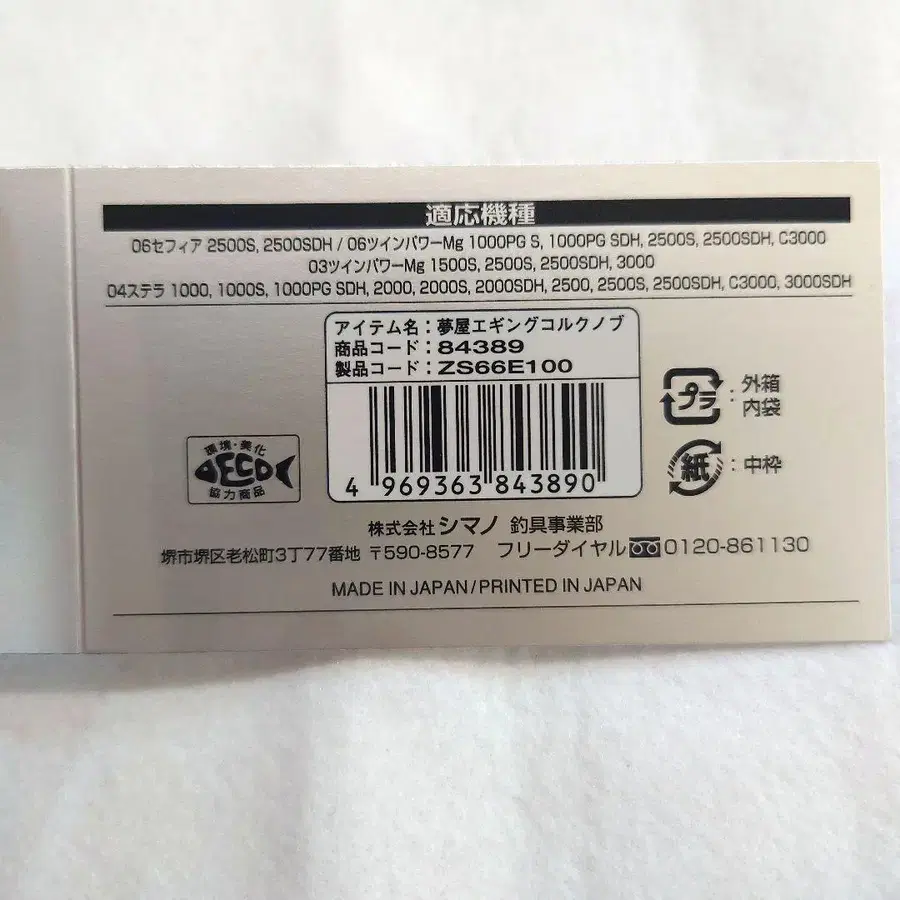 適応機種
06セフィア 2500S, 2500SDH / 06ツインパワーMg 1000PG S, 1000PG SDH, 2500S, 2500SDH, C3000
03ツインパワーMg 1500S, 2500S, 2500SDH, 3000
04ステラ 1000, 1000S, 1000PG SDH, 2000, 2000S, 2000SDH, 2500, 2500S, 2500SDH, C3000, 3000SDH
アイテム名：夢屋エギングコルクノブ
商品コード：84389
製品コード：ZS66E100
4 969363 843890
プラ：外箱
内袋
紙：中枠
環境・美化
ECO
協力商品
株式会社シマノ 釣具事業部
堺市堺区老松町3丁77番地 〒590-8577 フリーダイヤル 0120-861130
MADE IN JAPAN/PRINTED IN JAPAN